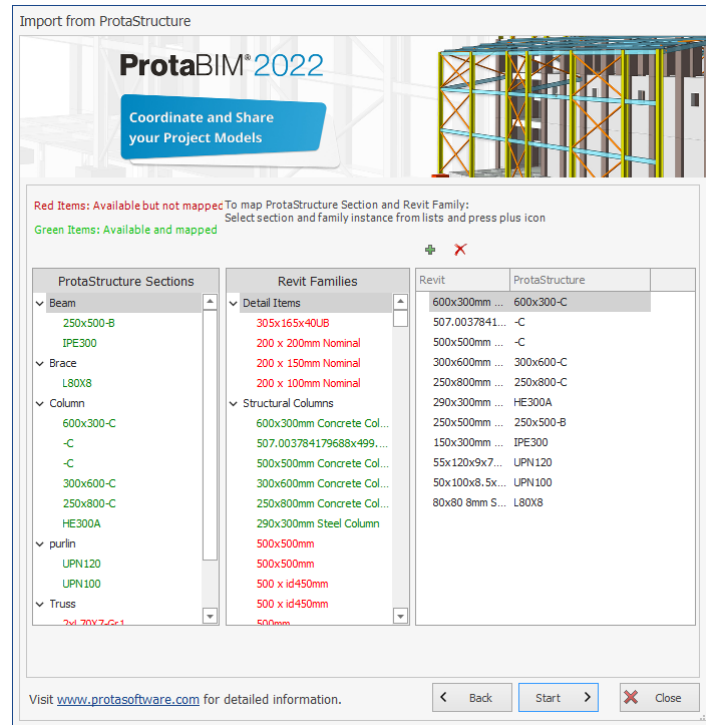 Import from ProtaStructure
ProtaBIM® 2022
Coordinate and Share
your Project Models
Red Items: Available but not mapped
Green Items: Available and mapped
To map ProtaStructure Section and Revit Family:
Select section and family instance from lists and press plus icon
ProtaStructure Sections
Beam
250x500-B
IPE300
Brace
L80X8
Column
600x300-C
-C
-C
300x600-C
250x800-C
HE300A
purlin
UPN120
UPN100
Truss
2xL70X7-Gr1
Revit Families
Detail Items
305x165x40UB
200 x 200mm Nominal
200 x 150mm Nominal
200 x 100mm Nominal
Structural Columns
600x300mm Concrete Col...
507.003784179688x499....
500x500mm Concrete Col...
300x600mm Concrete Col...
250x800mm Concrete Col...
290x300mm Steel Column
500x500mm
500x500mm
500 x id450mm
500 x id450mm
500mm
Revit ProtaStructure
600x300mm ... 600x300-C
507.0037841... -C
500x500mm ... -C
300x600mm ... 300x600-C
250x800mm ... 250x800-C
290x300mm ... HE300A
250x500mm ... 250x500-B
150x300mm ... IPE300
55x120x9x7... UPN120
50x100x8.5x... UPN100
80x80 8mm S... L80X8
Visit www.protasoftware.com for detailed information.
Back
Start
Close